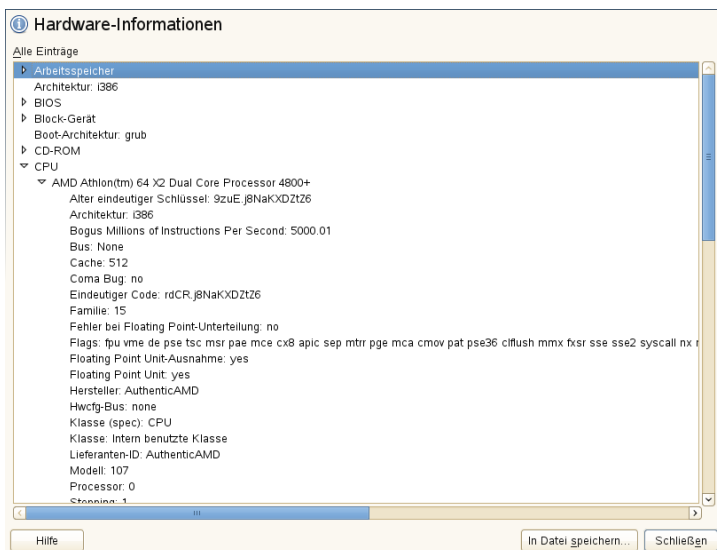 Hardware-Informationen
Alle Einträge
Arbeitsspeicher
Architektur: i386
BIOS
Block-Gerät
Boot-Architektur: grub
CD-ROM
CPU
AMD Athlon(tm) 64 X2 Dual Core Processor 4800+
Alter eindeutiger Schlüssel: 9zuE.j8NaKXDZtZ6
Architektur: i386
Bogus Millions of Instructions Per Second: 5000.01
Bus: None
Cache: 512
Coma Bug: no
Eindeutiger Code: rdCR.j8NaKXDZtZ6
Familie: 15
Fehler bei Floating Point-Unterteilung: no
Flags: fpu vme de pse tsc msr pae mce cx8 apic sep mtrr pge mca cmov pat pse36 clflush mmx fxsr sse sse2 syscall nx
Floating Point Unit-Ausnahme: yes
Floating Point Unit: yes
Hersteller: AuthenticAMD
Hwcfg-Bus: none
Klasse (spec): CPU
Klasse: Intern benutzte Klasse
Lieferanten-ID: AuthenticAMD
Modell: 107
Processor: 0
Stepping: 1
Hilfe
In Datei speichern...
Schließen